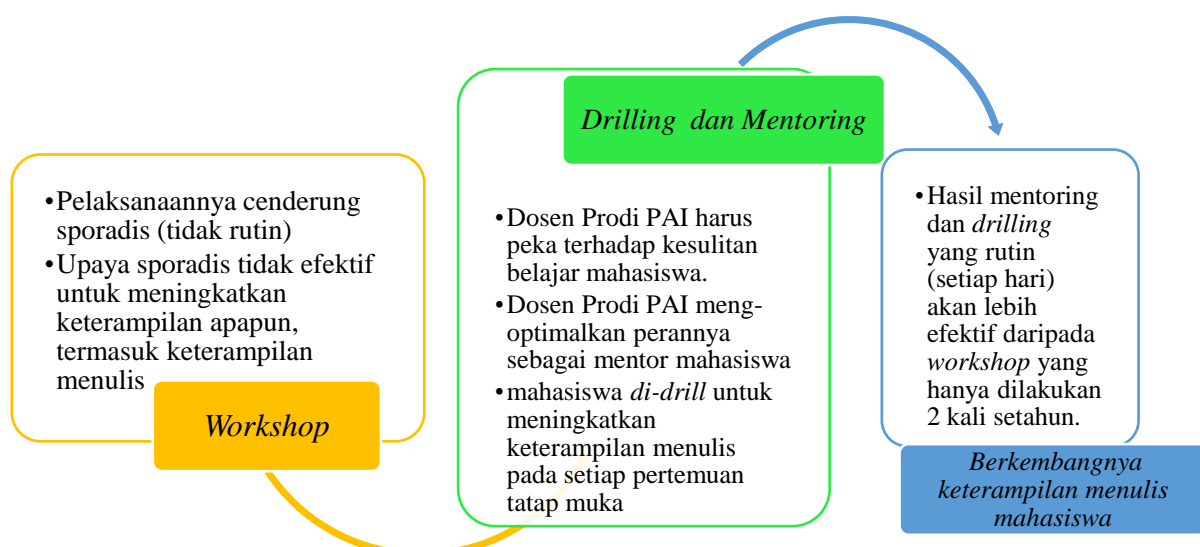 •Pelaksanaannya cenderung
sporadis (tidak rutin)
•Upaya sporadis tidak efektif
untuk meningkatkan
keterampilan apapun,
termasuk keterampilan
menulis
Workshop
Drilling dan Mentoring
•Dosen Prodi PAI harus
peka terhadap kesulitan
belajar mahasiswa.
•Dosen Prodi PAI meng-
optimalkan perannya
sebagai mentor mahasiswa
•mahasiswa di-drill untuk
meningkatkan
keterampilan menulis
pada setiap pertemuan
tatap muka
•Hasil mentoring
dan drilling
yang rutin
(setiap hari)
akan lebih
efektif daripada
workshop yang
hanya dilakukan
2 kali setahun.
Berkembangnya
keterampilan menulis
mahasiswa